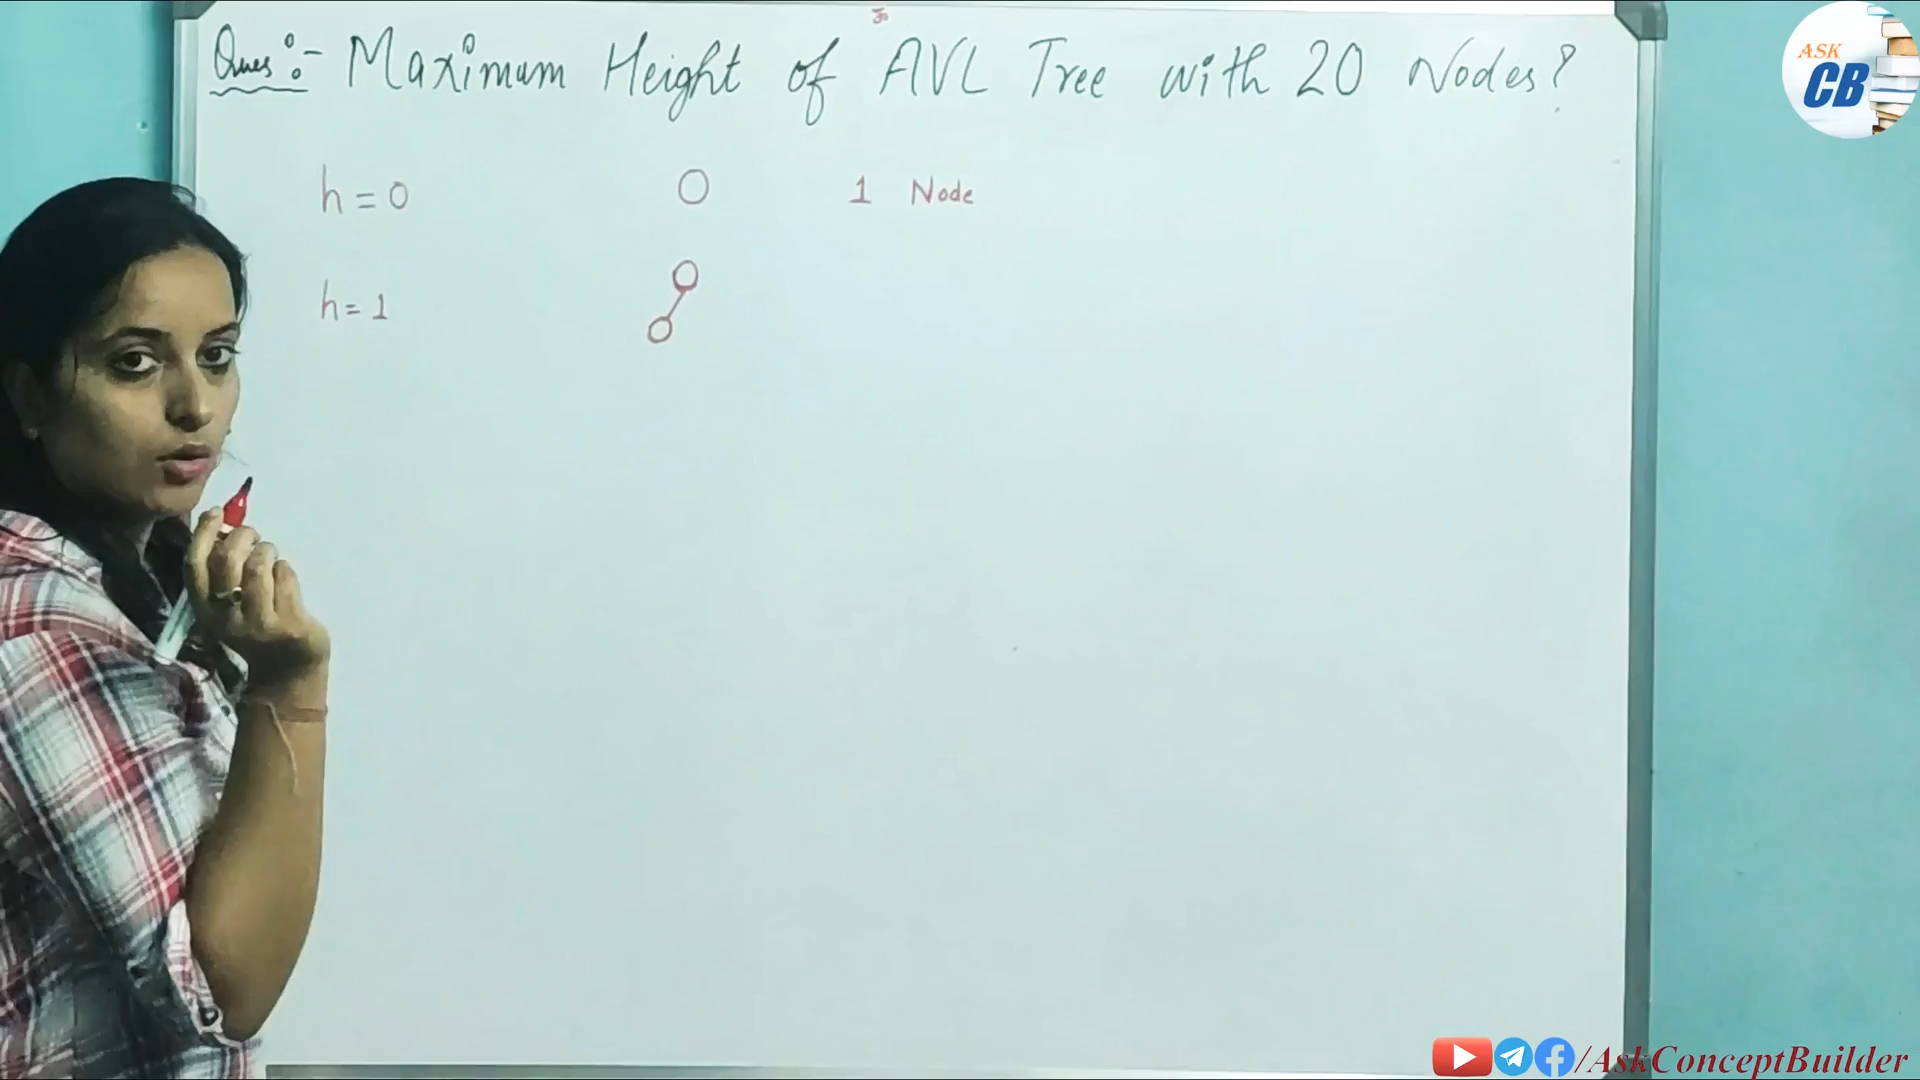 Ques:- Maximum Height of AVL Tree with 20 Nodes?
h = 0 1 Node
h = 1
ASK
CB
/AskConceptBuilder